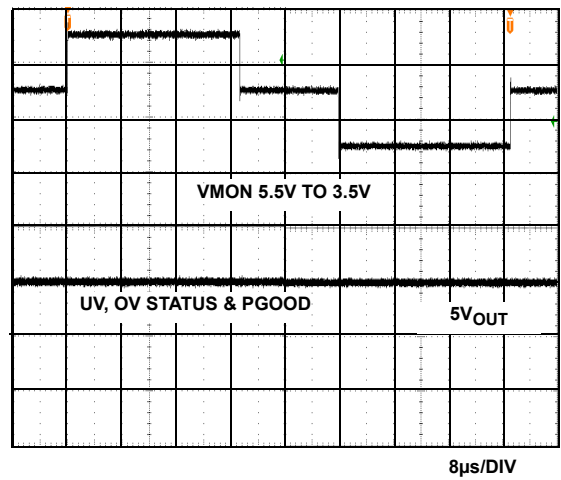 T
T
VMON 5.5V TO 3.5V
UV, OV STATUS & PGOOD
5VOUT
8µs/DIV